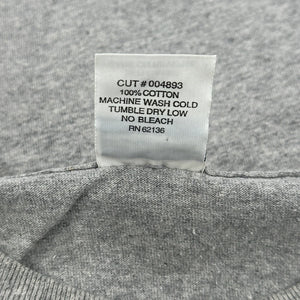 CUT # 004893
100% COTTON
MACHINE WASH COLD
TUMBLE DRY LOW
NO BLEACH
RN 62136